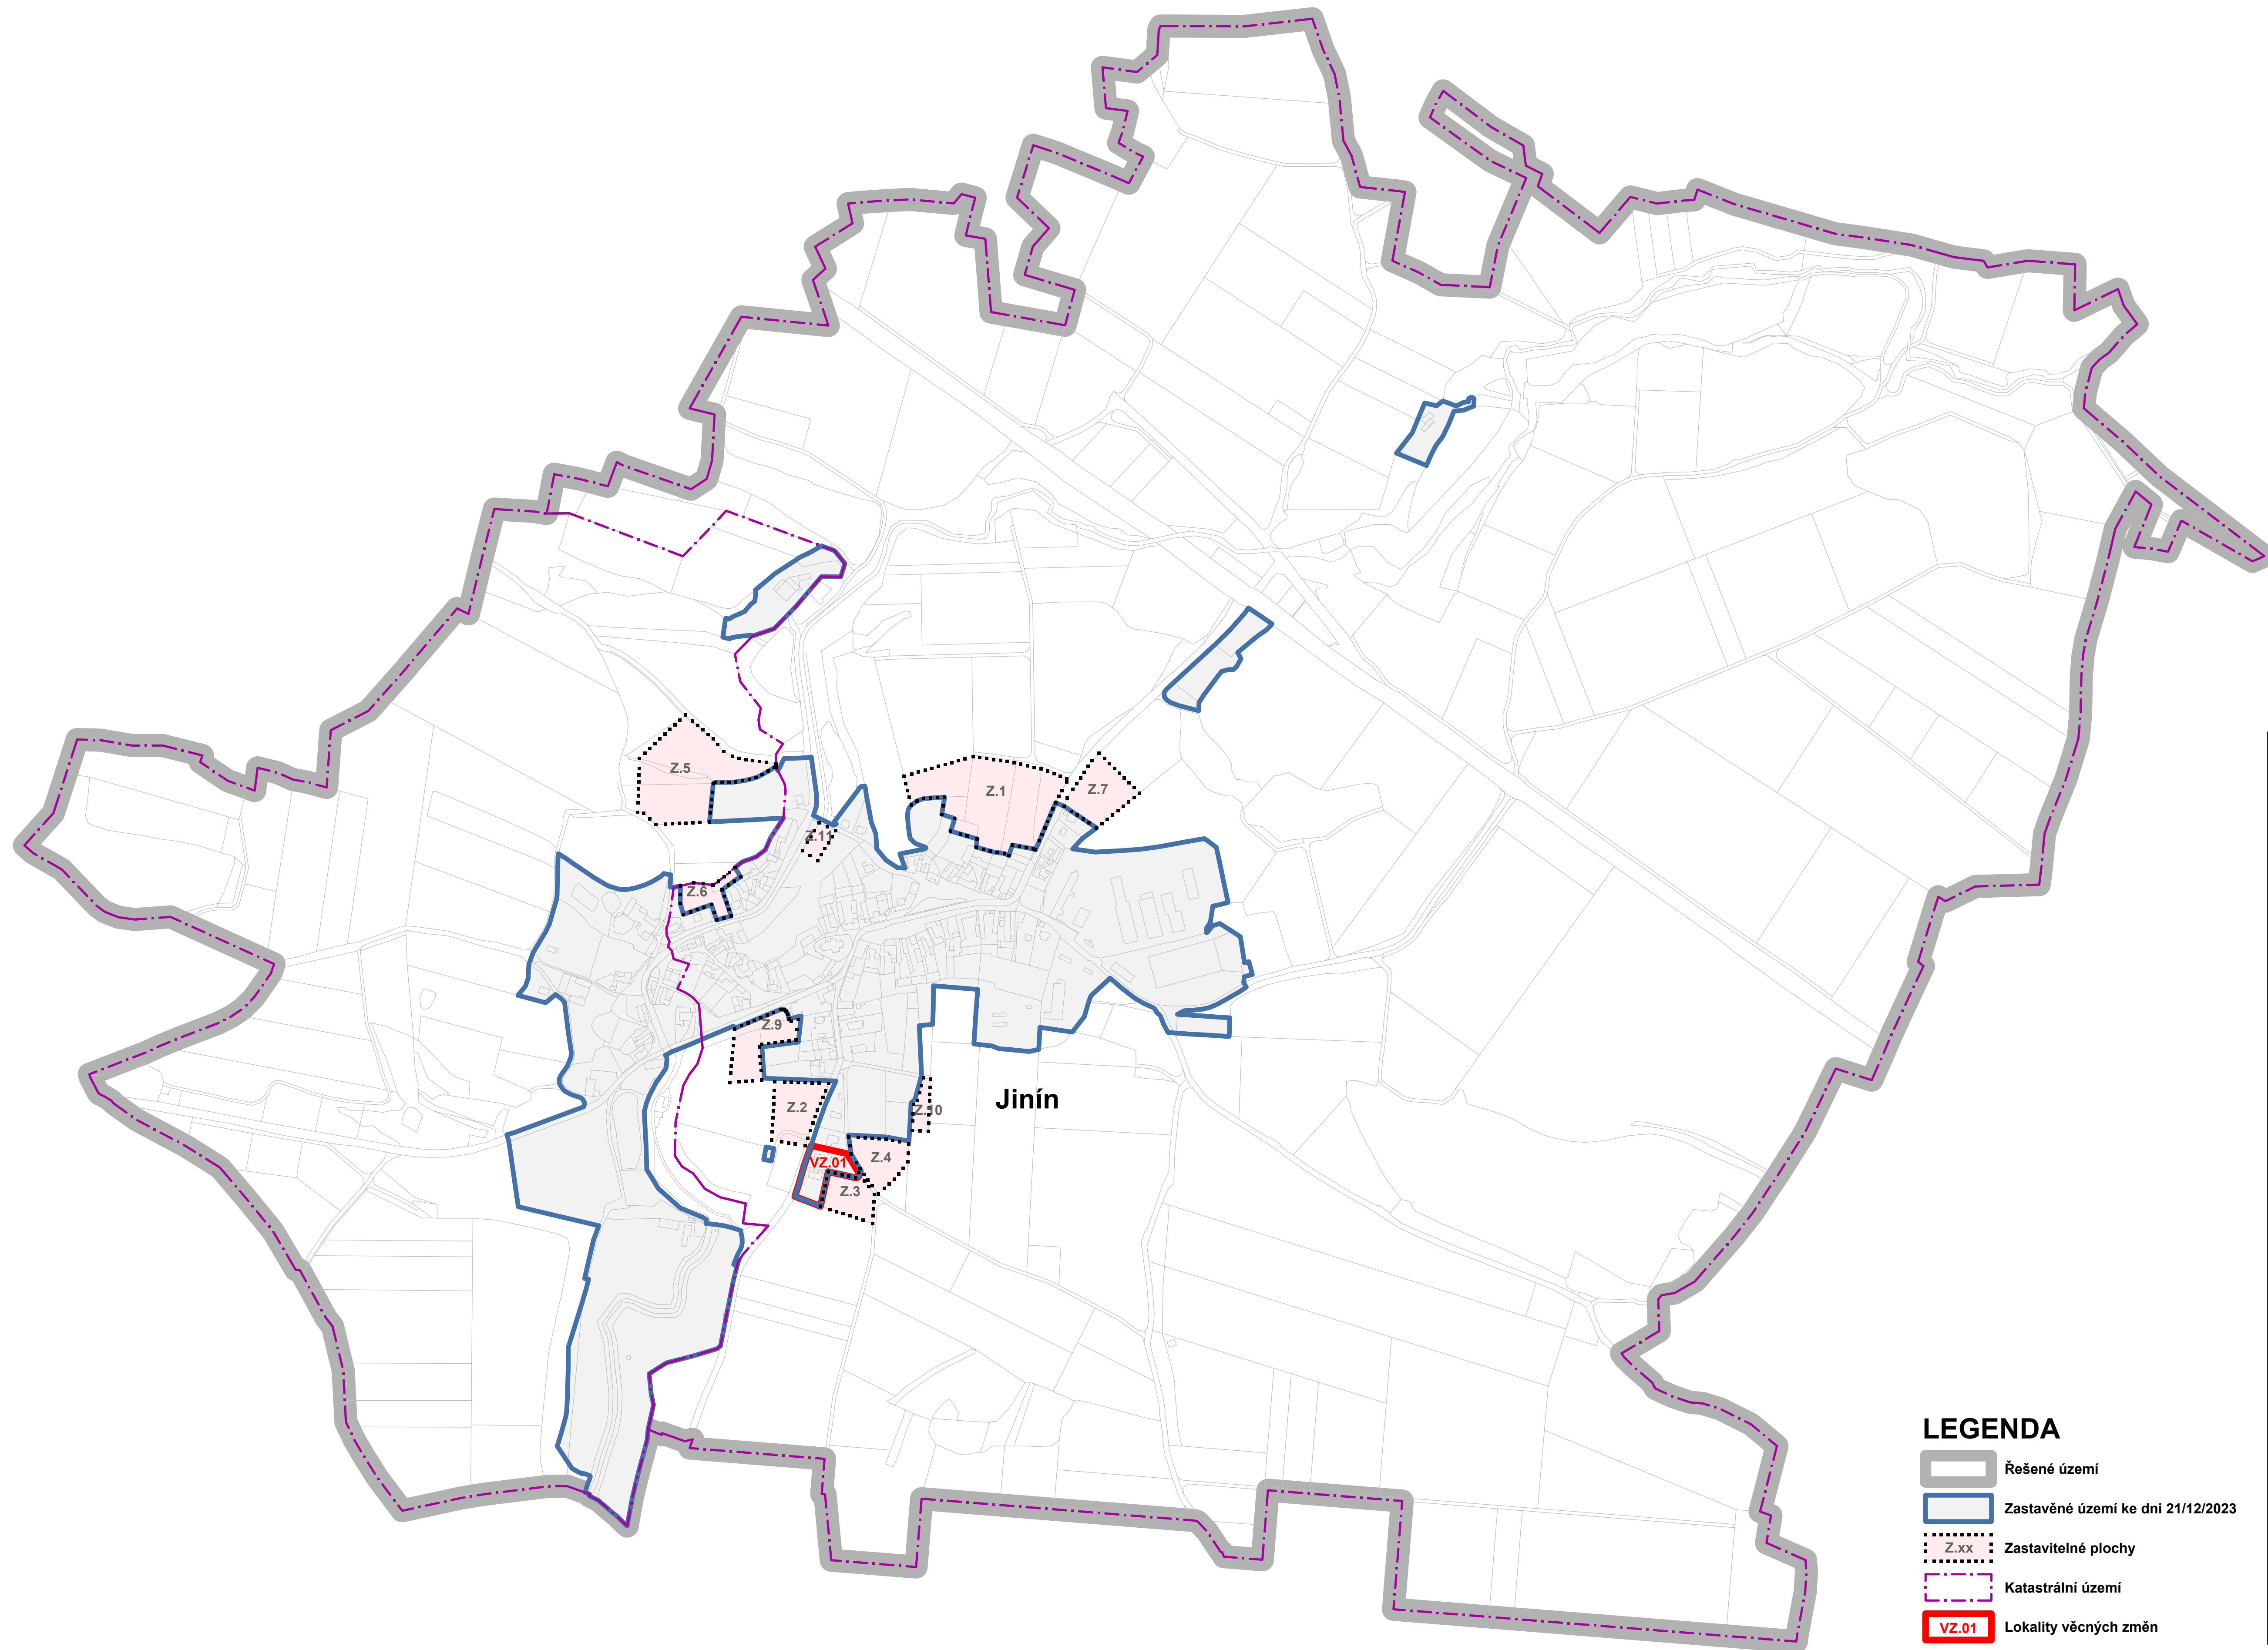 Z.5
Z.1
Z.7
Z.11
Z.6
Z.9
Z.2
Jinín
Z.10
VZ.01
Z.4
Z.3
LEGENDA
Řešené území
Zastavěné území ke dni 21/12/2023
Z.xx Zastavitelné plochy
Katastrální území
VZ.01 Lokality věcných změn